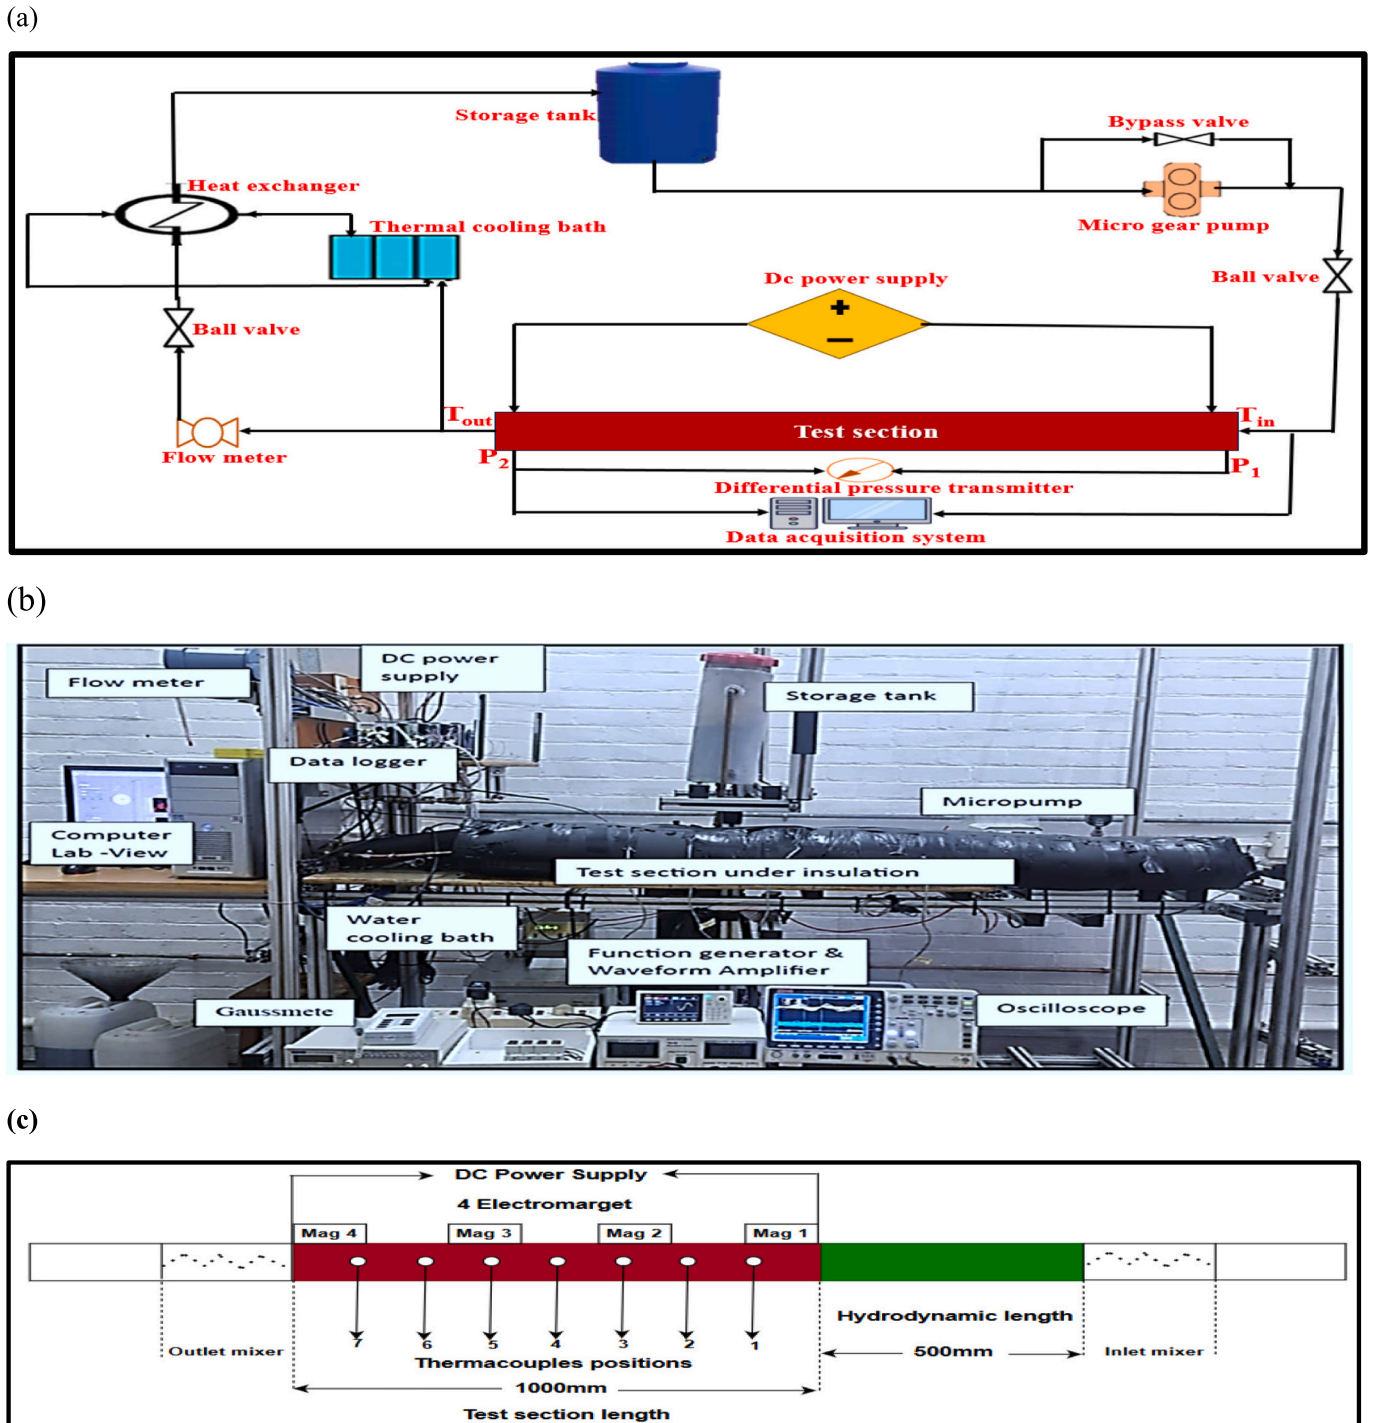 (a)
Storage tank
Bypass valve
Heat exchanger
Thermal cooling bath
Micro gear pump
Dc power supply
+
−
Ball valve
Ball valve
Tout
Test section
Tin
Flow meter
P2
P1
Differential pressure transmitter
Data acquisition system
(b)
Flow meter
DC power
supply
Storage tank
Data logger
Micropump
Computer
Lab -View
Test section under insulation
Water
cooling bath
Function generator &
Waveform Amplifier
Gaussmete
Oscilloscope
(c)
DC Power Supply
4 Electromarget
Mag 4 Mag 3 Mag 2 Mag 1
Hydrodynamic length
7 6 5 4 3 2 1
Outlet mixer
500mm
Inlet mixer
Thermacouples positions
1000mm
Test section length